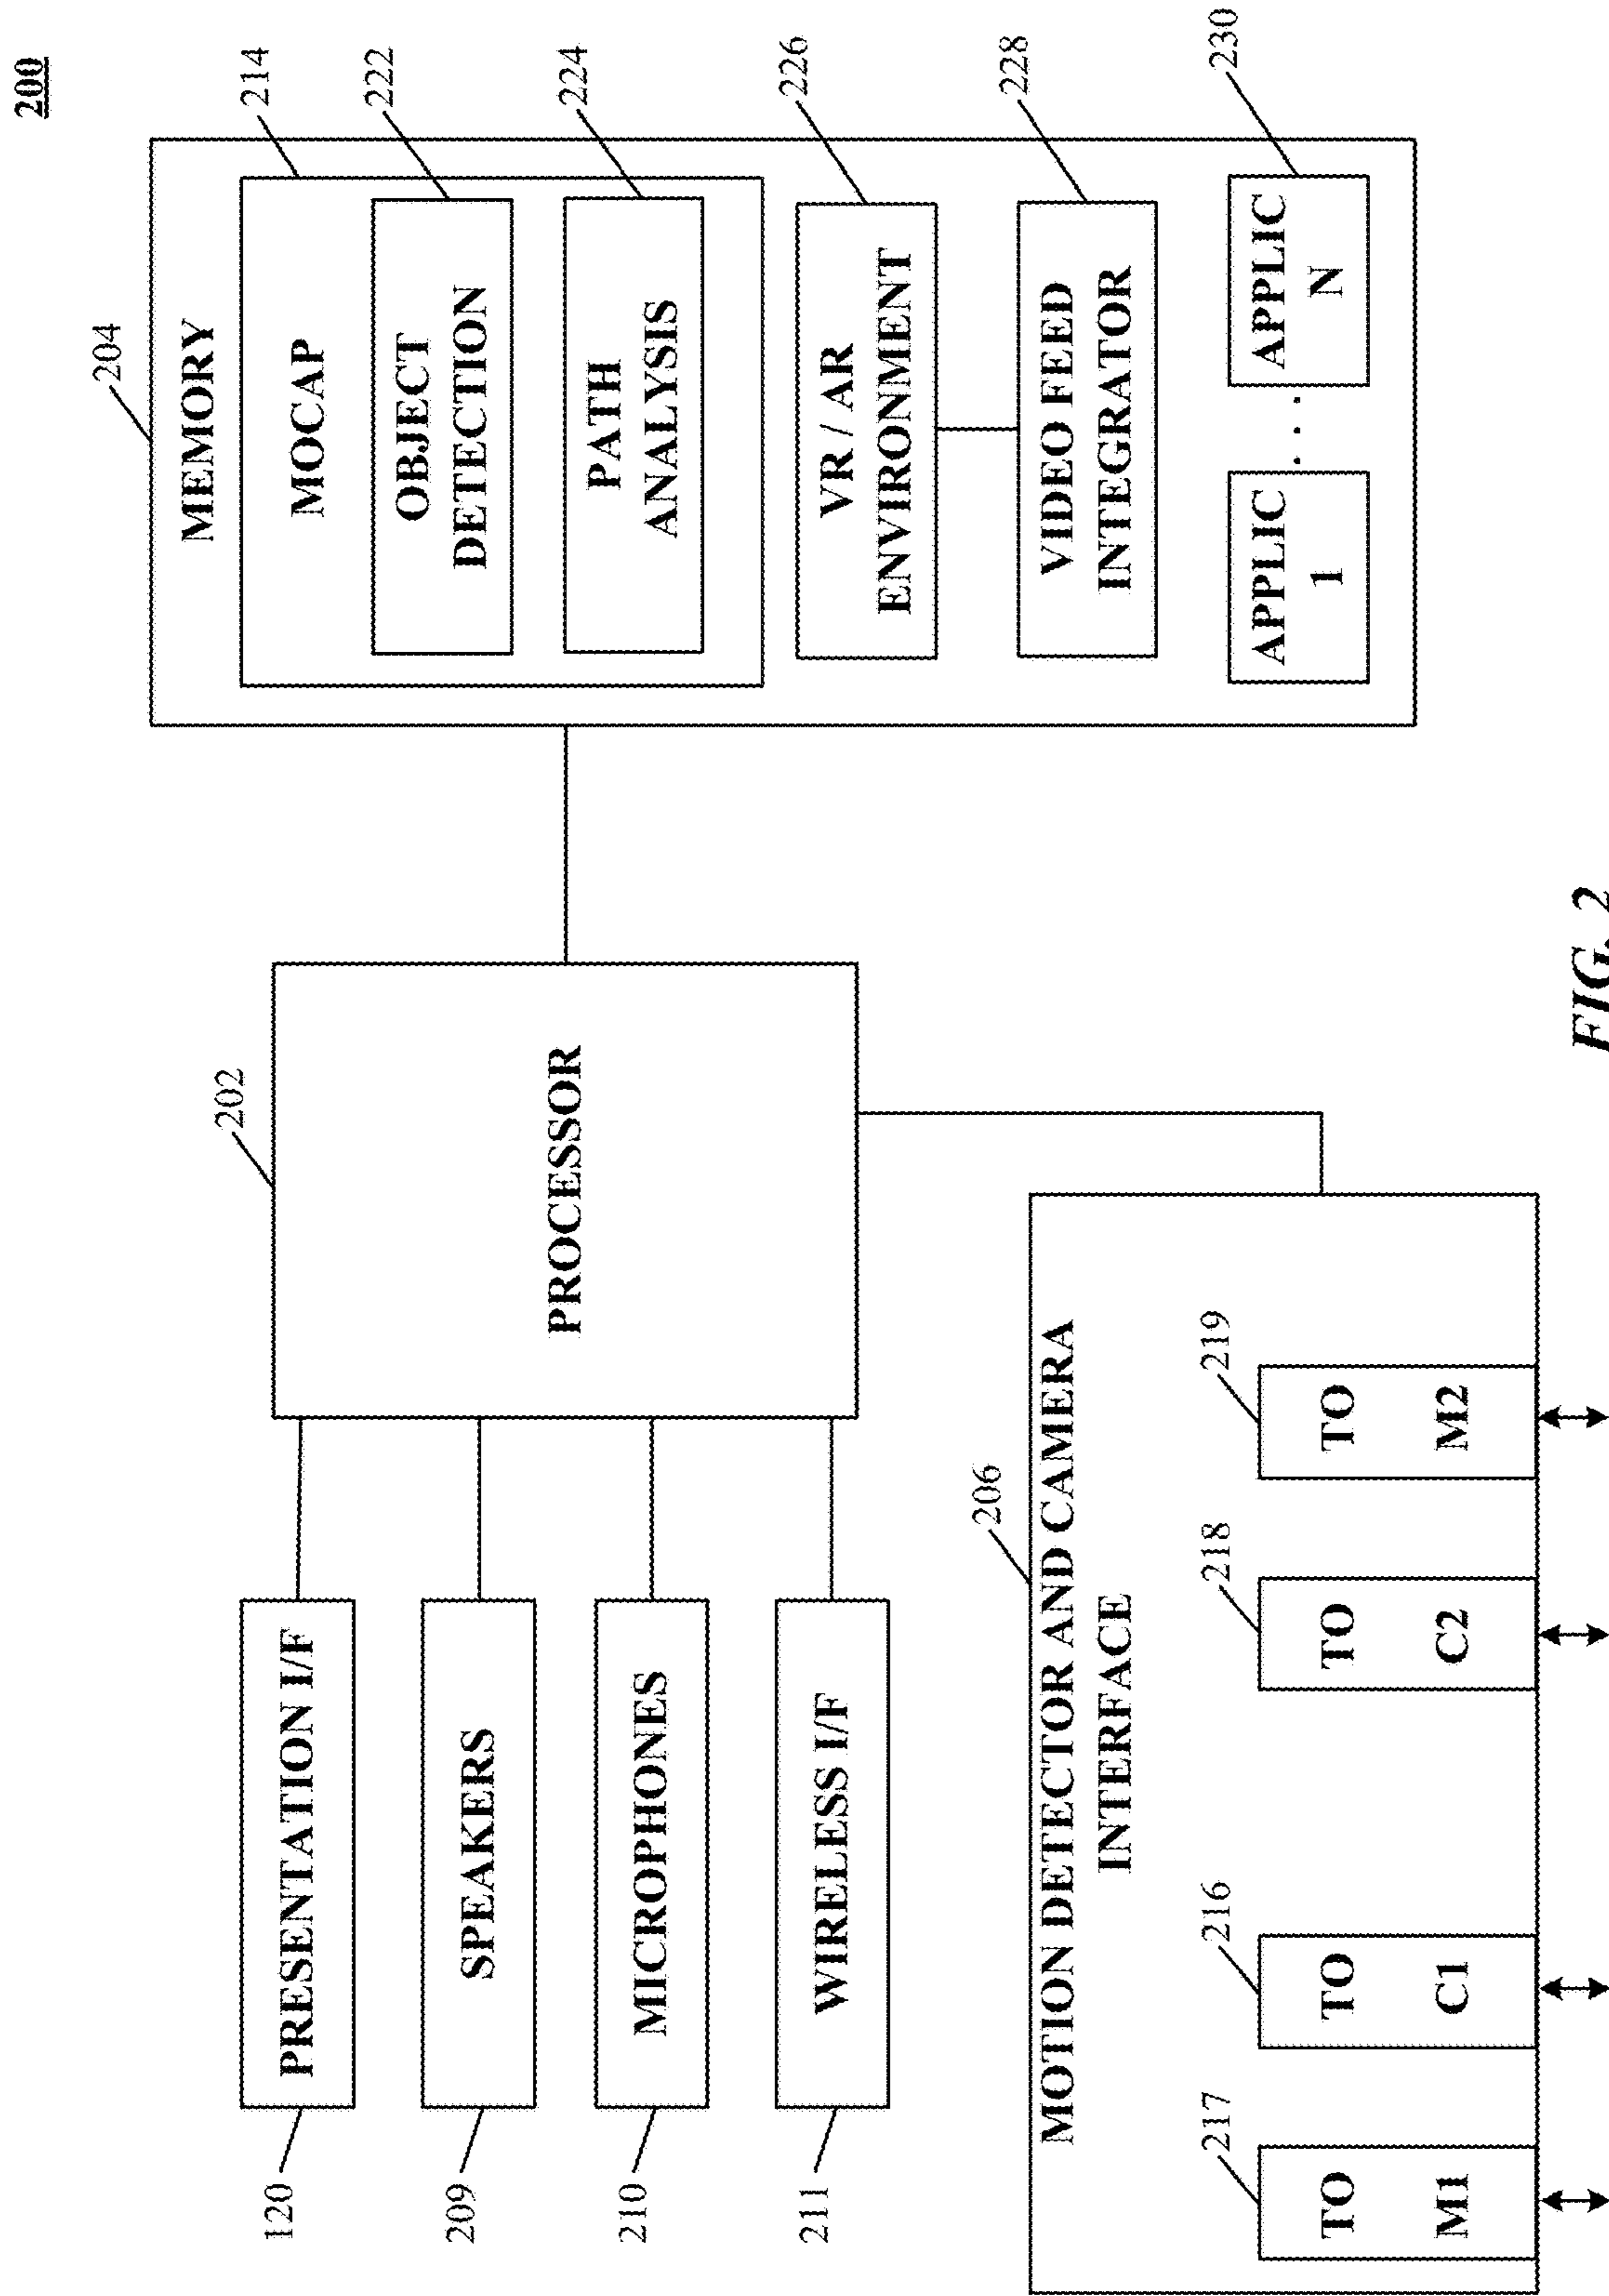 200
120
PRESENTATION I/F
209
SPEAKERS
210
MICROPHONES
211
WIRELESS I/F
202
PROCESSOR
204
MEMORY
214
MOCAP
222
OBJECT
DETECTION
224
PATH
ANALYSIS
226
VR / AR
ENVIRONMENT
228
VIDEO FEED
INTEGRATOR
230
APPLIC
1
. . .
APPLIC
N
206
MOTION DETECTOR AND CAMERA
INTERFACE
217
TO
M1
216
TO
C1
218
TO
C2
219
TO
M2
FIG. 2